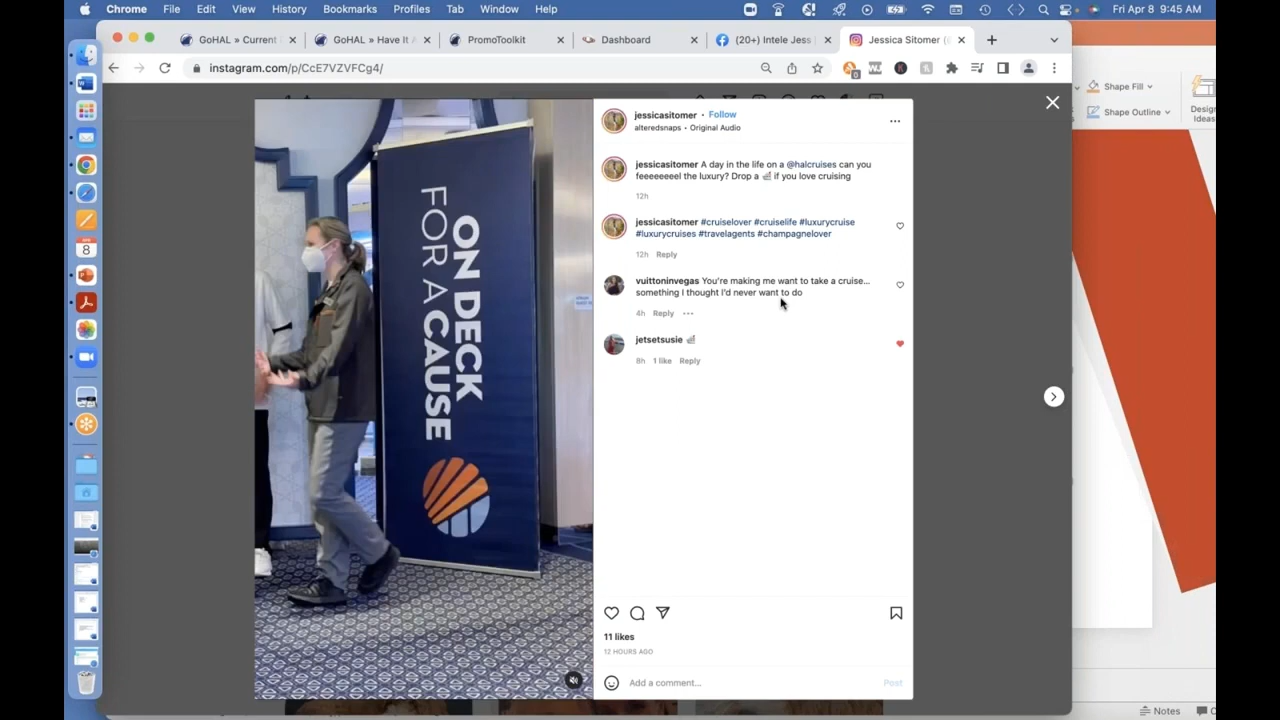 Chrome File Edit View History Bookmarks Profiles Tab Window Help
Fri Apr 8 9:45 AM
GoHAL » Current
GoHAL » Have It A
PromoToolkit
Dashboard
(20+) Intele Jess
Jessica Sitomer (
instagram.com/p/CcE7VZVFCg4/
Shape Fill
Shape Outline
Design
Ideas
jessicasitomer • Follow
alteredsnaps • Original Audio
jessicasitomer A day in the life on a @halcruises can you
feeeeeeeel the luxury? Drop a if you love cruising
12h
jessicasitomer #cruiselover #cruiselife #luxurycruise
#luxurycruises #travelagents #champagnelover
12h Reply
vuittoninvegas You're making me want to take a cruise...
something I thought I'd never want to do
4h Reply
jetsetsusie
8h 1 like Reply
11 likes
12 HOURS AGO
Add a comment...
Post
ON DECK
FOR A CAUSE
APR
8
Notes